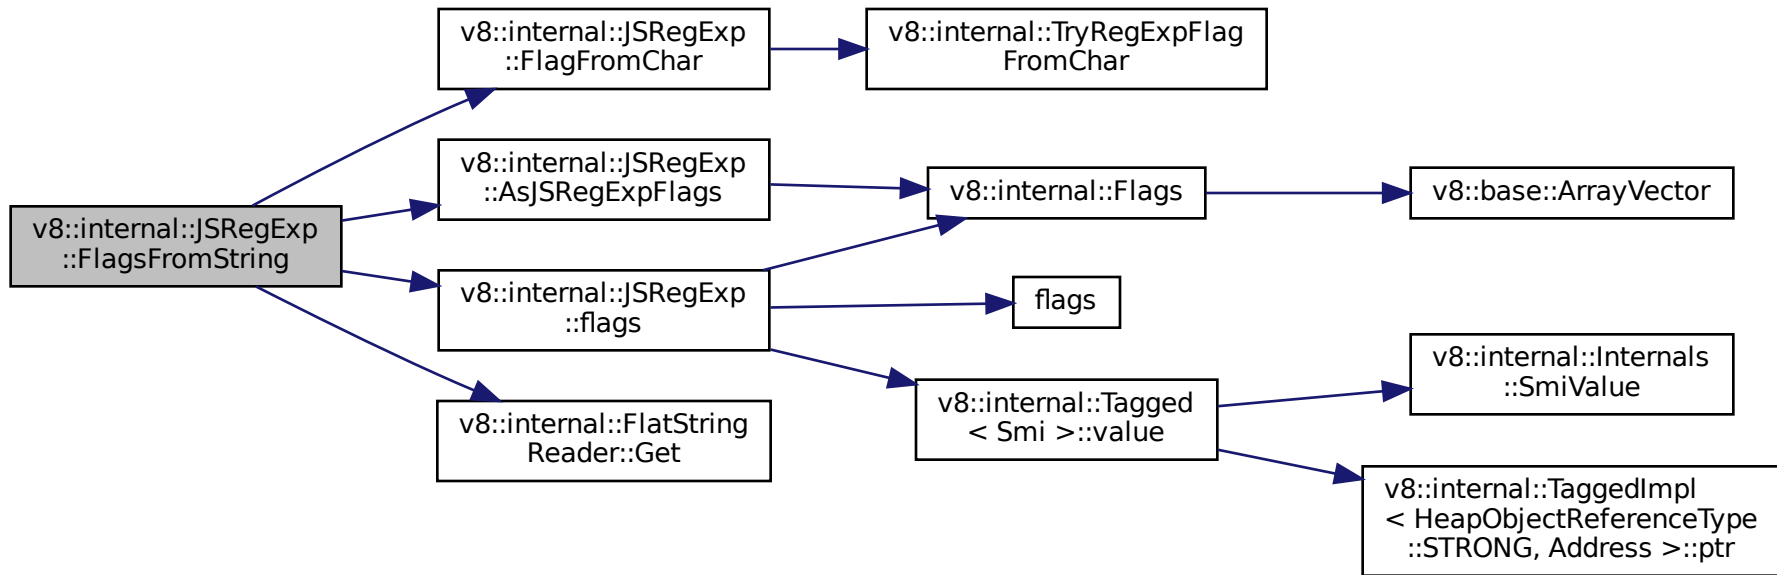 v8::internal::JSRegExp
::FlagsFromString
v8::internal::JSRegExp
::FlagFromChar
v8::internal::TryRegExpFlag
FromChar
v8::internal::JSRegExp
::AsJSRegExpFlags
v8::internal::Flags
v8::base::ArrayVector
v8::internal::JSRegExp
::flags
flags
v8::internal::Tagged
< Smi >::value
v8::internal::Internals
::SmiValue
v8::internal::TaggedImpl
< HeapObjectReferenceType
::STRONG, Address >::ptr
v8::internal::FlatString
Reader::Get